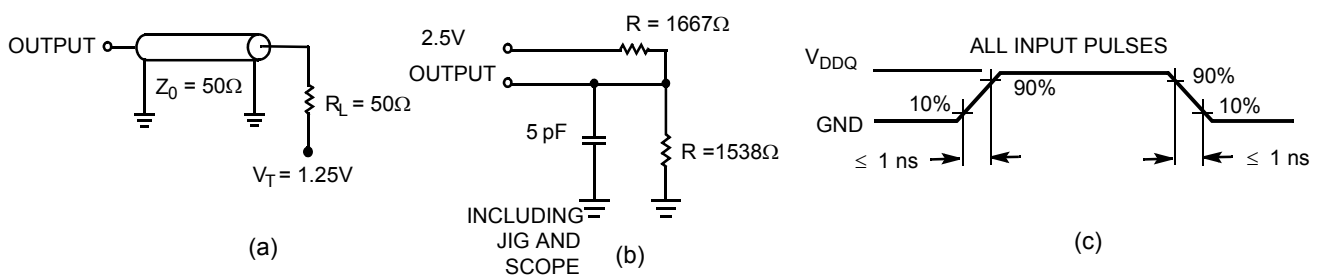 OUTPUT
Z0 = 50Ω
RL = 50Ω
VT = 1.25V
(a)
R = 1667Ω
2.5V
OUTPUT
5 pF
R =1538Ω
INCLUDING
JIG AND
SCOPE
(b)
ALL INPUT PULSES
VDDQ
90%
10%
90%
10%
GND
≤ 1 ns
≤ 1 ns
(c)